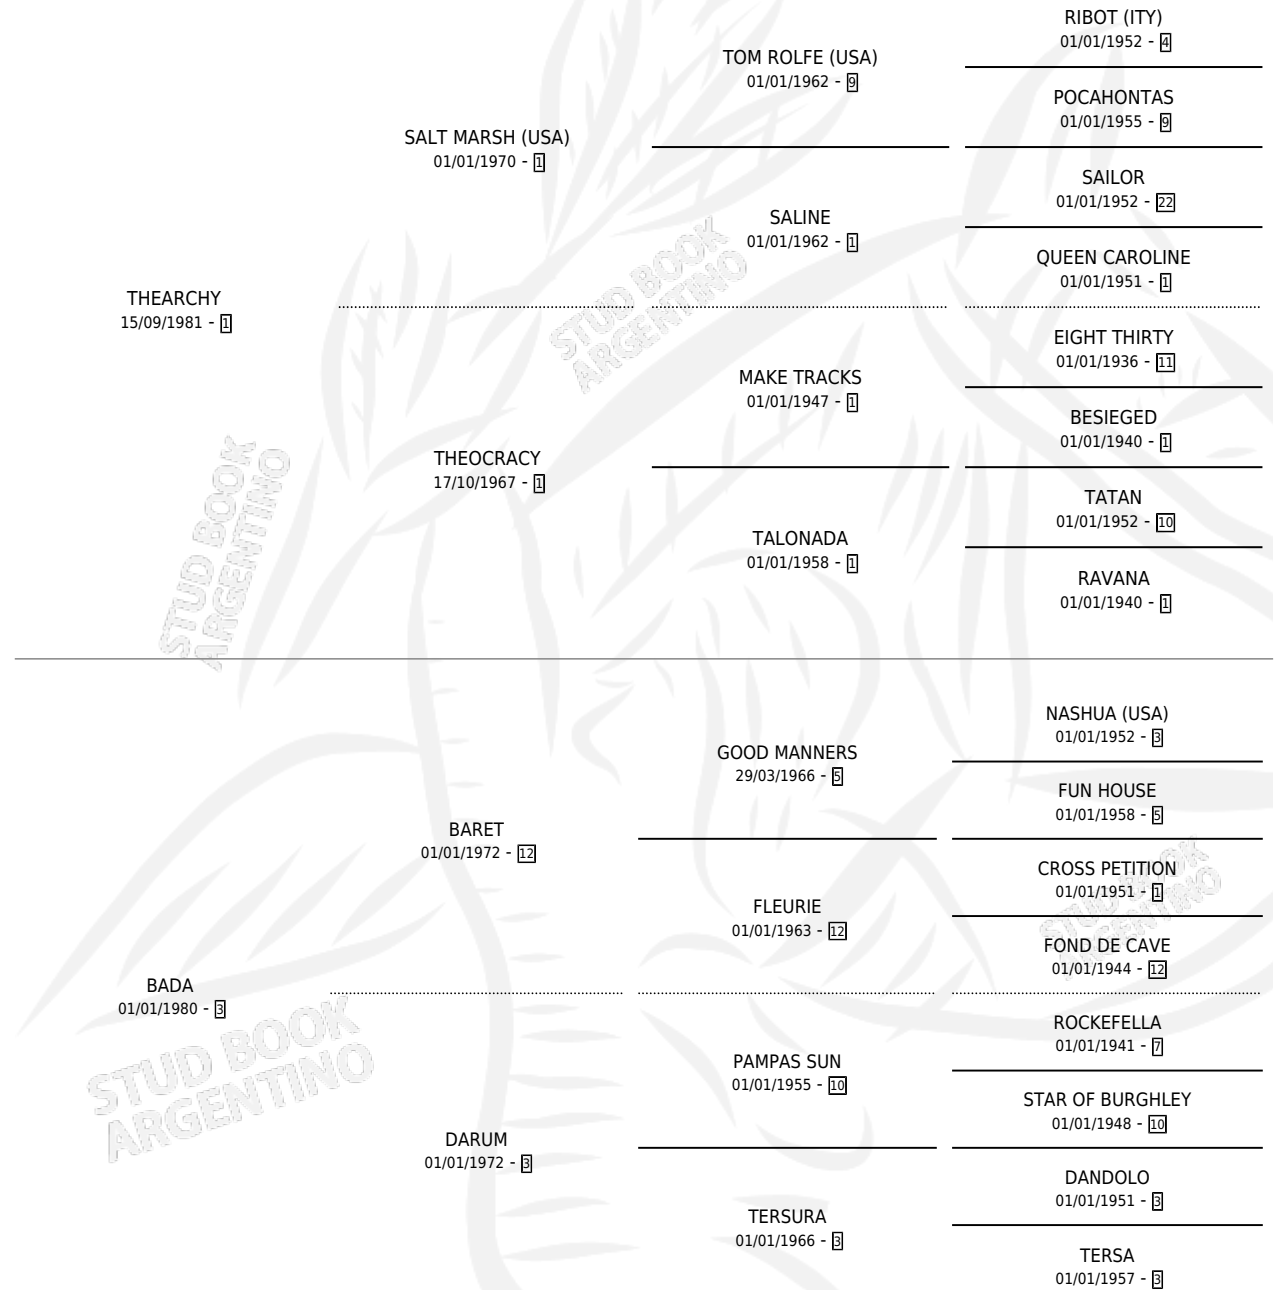 RIBOT (ITY)
01/01/1952 - 4
TOM ROLFE (USA)
01/01/1962 - 9
POCAHONTAS
01/01/1955 - 9
SALT MARSH (USA)
01/01/1970 - 1
SAILOR
01/01/1952 - 22
SALINE
01/01/1962 - 1
QUEEN CAROLINE
01/01/1951 - 1
THEARCHY
15/09/1981 - 1
EIGHT THIRTY
01/01/1936 - 11
MAKE TRACKS
01/01/1947 - 1
BESIEGED
01/01/1940 - 1
THEOCRACY
17/10/1967 - 1
TATAN
01/01/1952 - 10
TALONADA
01/01/1958 - 1
RAVANA
01/01/1940 - 1
NASHUA (USA)
01/01/1952 - 3
GOOD MANNERS
29/03/1966 - 5
FUN HOUSE
01/01/1958 - 5
BARET
01/01/1972 - 12
CROSS PETITION
01/01/1951 - 1
FLEURIE
01/01/1963 - 12
FOND DE CAVE
01/01/1944 - 12
BADA
01/01/1980 - 3
ROCKEFELLA
01/01/1941 - 7
PAMPAS SUN
01/01/1955 - 10
STAR OF BURGHLEY
01/01/1948 - 10
DARUM
01/01/1972 - 3
DANDOLO
01/01/1951 - 3
TERSURA
01/01/1966 - 3
TERSA
01/01/1957 - 3
STUD BOOK
ARGENTINO
STUD BOOK
ARGENTINO
STUD BOOK
ARGENTINO
STUD BOOK
ARGENTINO